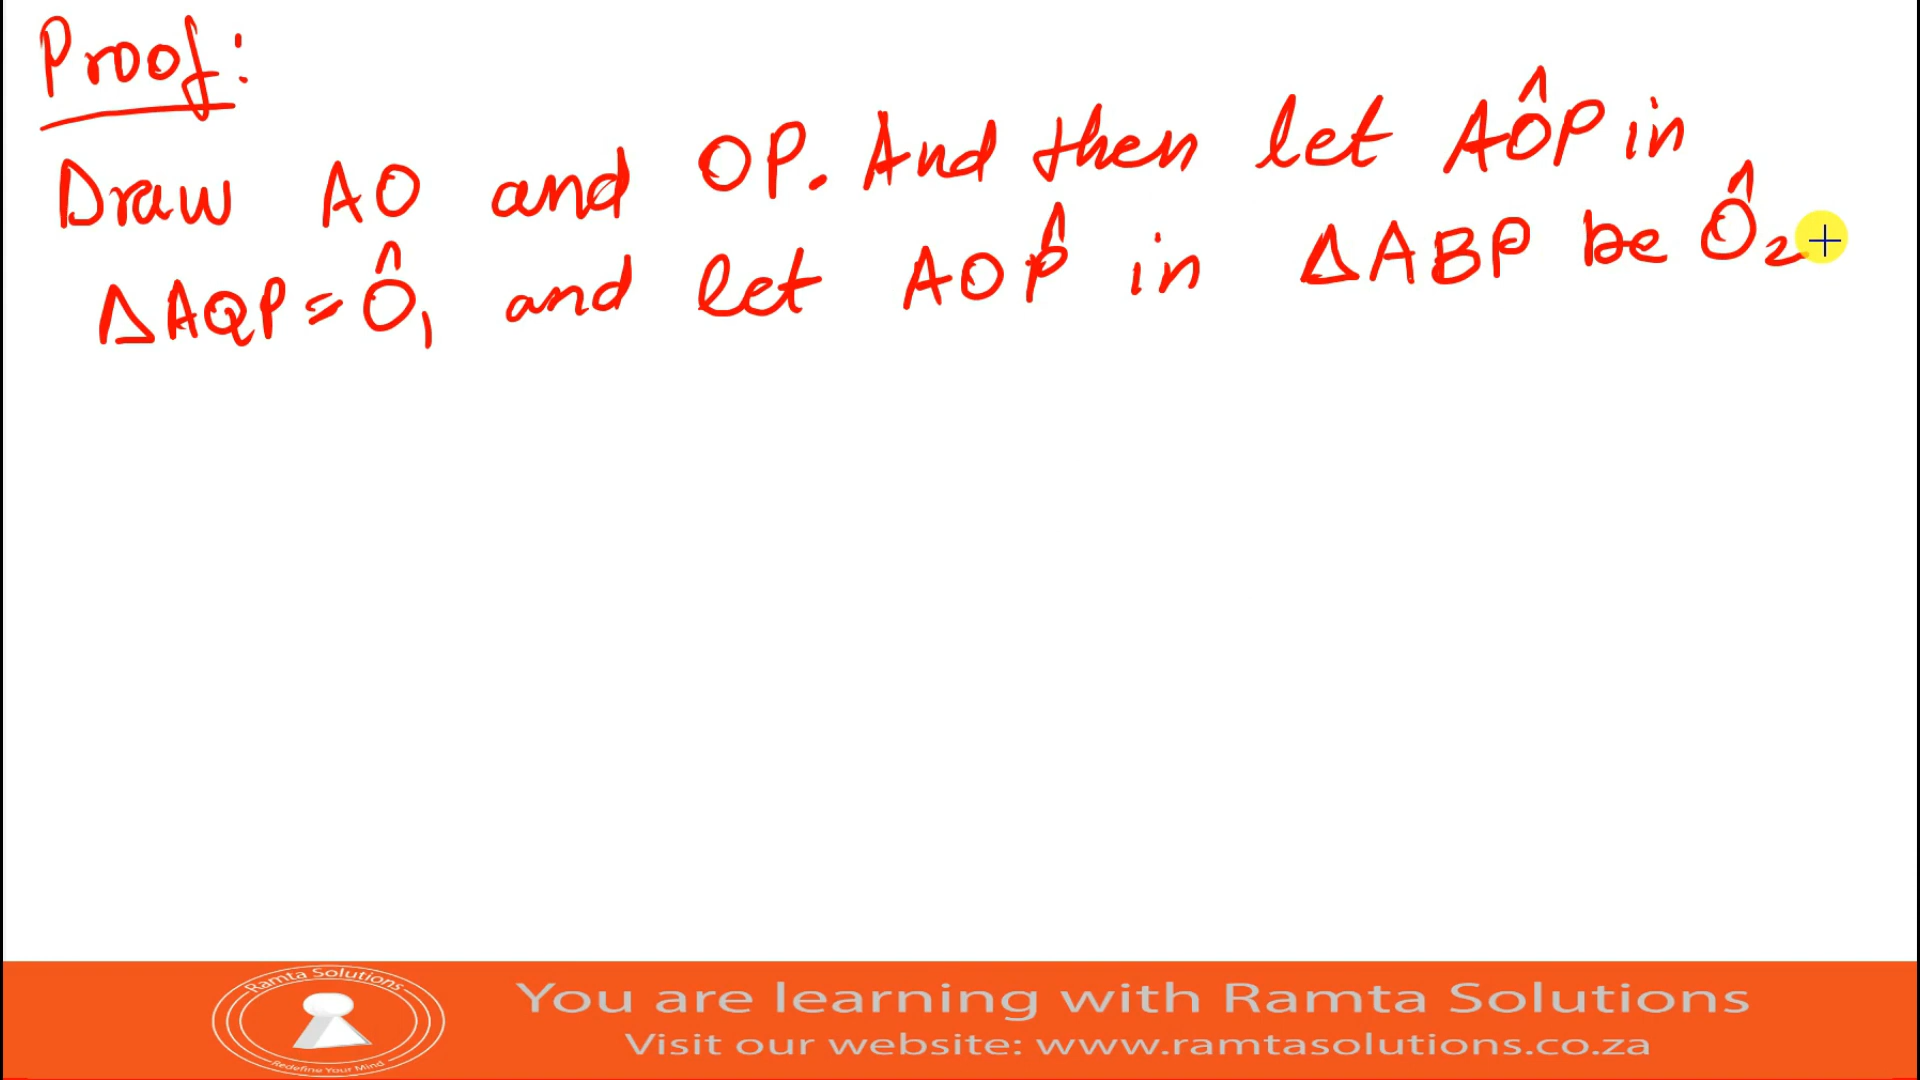 Proof:
Draw AO and OP. And then let AÔP in
ΔAQP = Ô₁ and let AOP̂ in ΔABP be Ô₂
Ramta Solutions
Redefine Your Mind
You are learning with Ramta Solutions
Visit our website: www.ramtasolutions.co.za